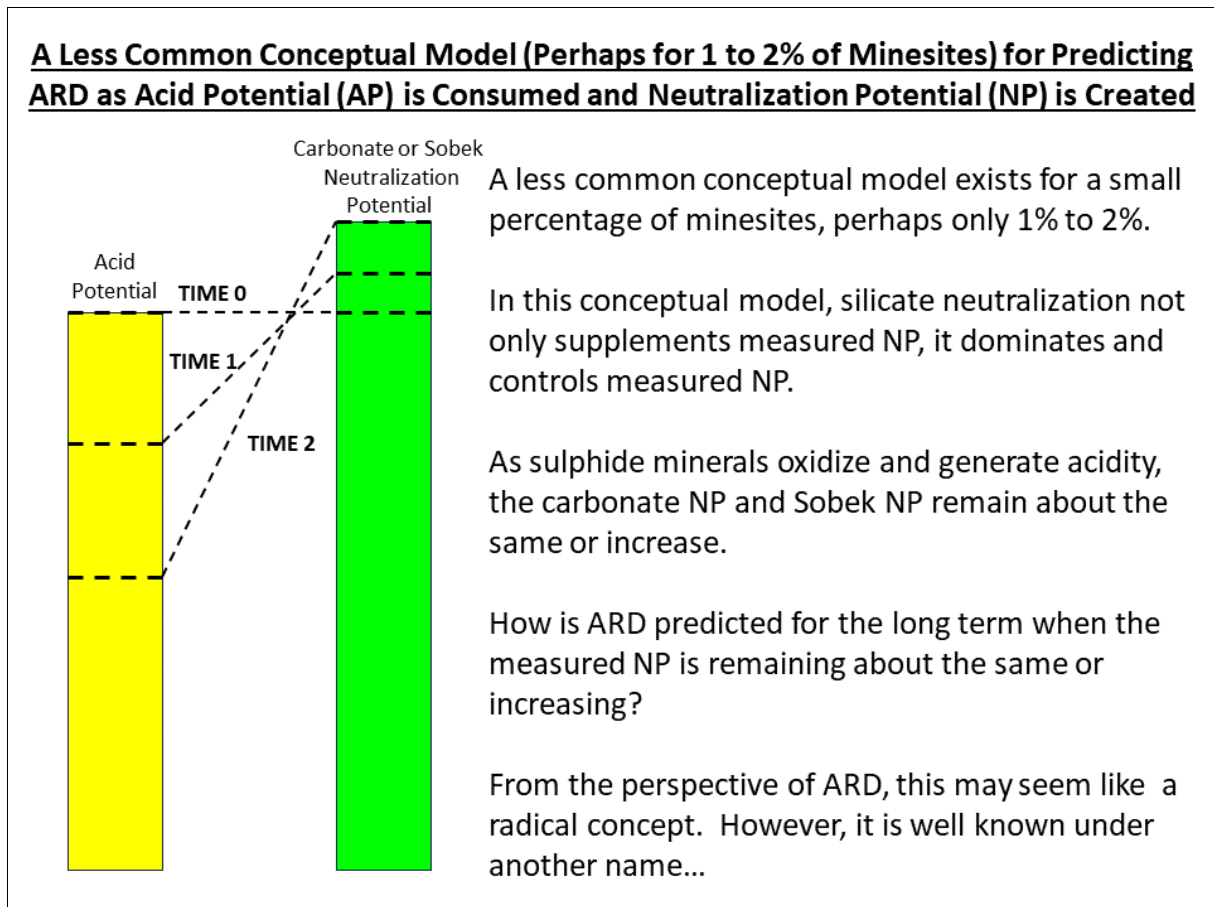 A Less Common Conceptual Model (Perhaps for 1 to 2% of Minesites) for Predicting
ARD as Acid Potential (AP) is Consumed and Neutralization Potential (NP) is Created
Carbonate or Sobek
Neutralization
Potential
Acid
Potential
TIME 0
TIME 1
TIME 2
A less common conceptual model exists for a small
percentage of minesites, perhaps only 1% to 2%.
In this conceptual model, silicate neutralization not
only supplements measured NP, it dominates and
controls measured NP.
As sulphide minerals oxidize and generate acidity,
the carbonate NP and Sobek NP remain about the
same or increase.
How is ARD predicted for the long term when the
measured NP is remaining about the same or
increasing?
From the perspective of ARD, this may seem like a
radical concept. However, it is well known under
another name…